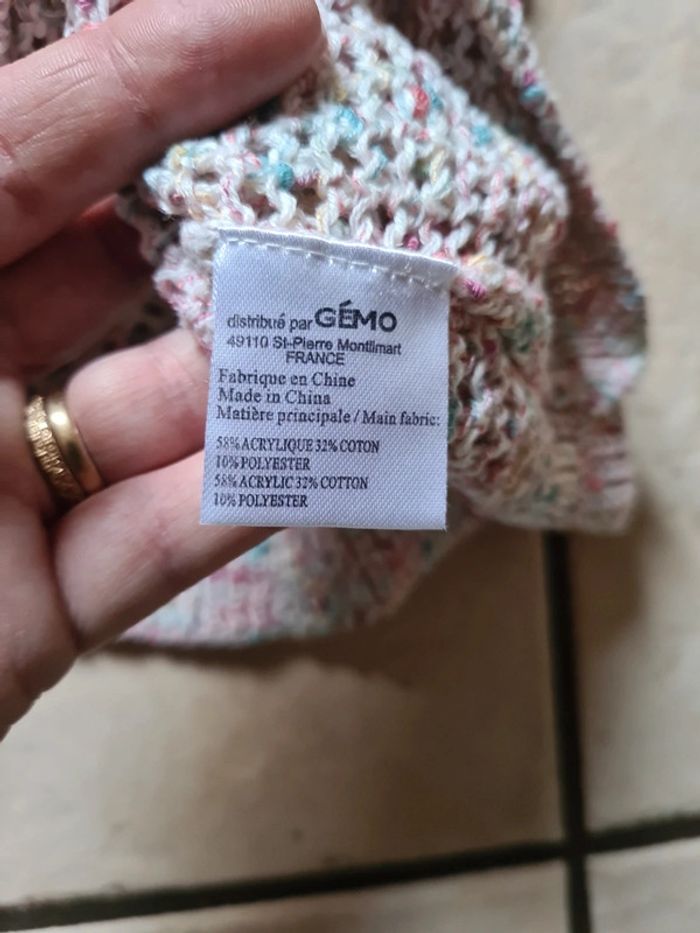 distribué par GÉMO
49110 St-Pierre Montlimart
FRANCE
Fabrique en Chine
Made in China
Matière principale / Main fabric:
58% ACRYLIQUE 32% COTON
10% POLYESTER
58% ACRYLIC 32% COTTON
10% POLYESTER